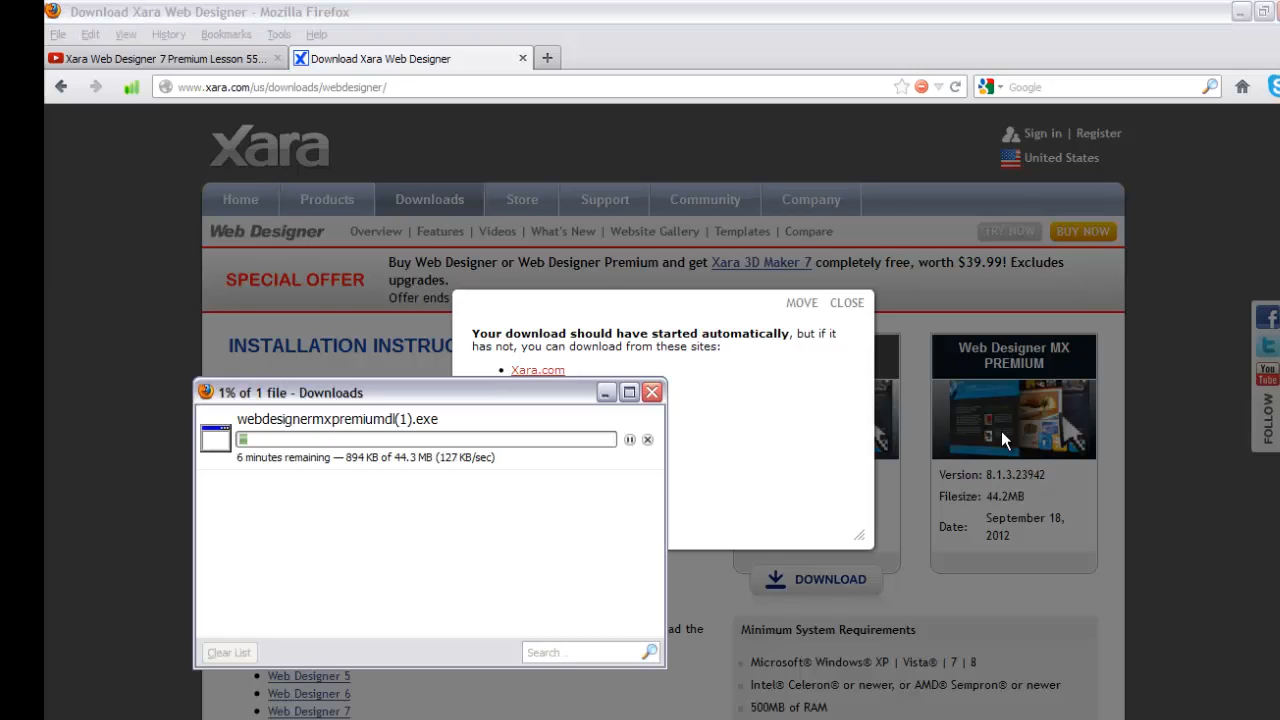 Download Xara Web Designer - Mozilla Firefox
File Edit View History Bookmarks Tools Help
Xara Web Designer 7 Premium Lesson 55... Download Xara Web Designer
www.xara.com/us/downloads/webdesigner/ Google
xara
Sign in | Register
United States
Home Products Downloads Store Support Community Company
Web Designer Overview | Features | Videos | What's New | Website Gallery | Templates | Compare TRY NOW BUY NOW
SPECIAL OFFER
Buy Web Designer or Web Designer Premium and get Xara 3D Maker 7 completely free, worth $39.99! Excludes
upgrades.
Offer ends
MOVE CLOSE
Your download should have started automatically, but if it
has not, you can download from these sites:
• Xara.com
INSTALLATION INSTRUC
Web Designer MX
PREMIUM
Version: 8.1.3.23942
Filesize: 44.2MB
Date: September 18,
2012
1% of 1 file - Downloads
webdesignermxpremiumdl(1).exe
6 minutes remaining — 894 KB of 44.3 MB (127 KB/sec)
Clear List Search...
DOWNLOAD
ad the
Web Designer 5
Web Designer 6
Web Designer 7
Minimum System Requirements
Microsoft® Windows® XP | Vista® | 7 | 8
Intel® Celeron® or newer, or AMD® Sempron® or newer
500MB of RAM
You
Tube
FOLLOW